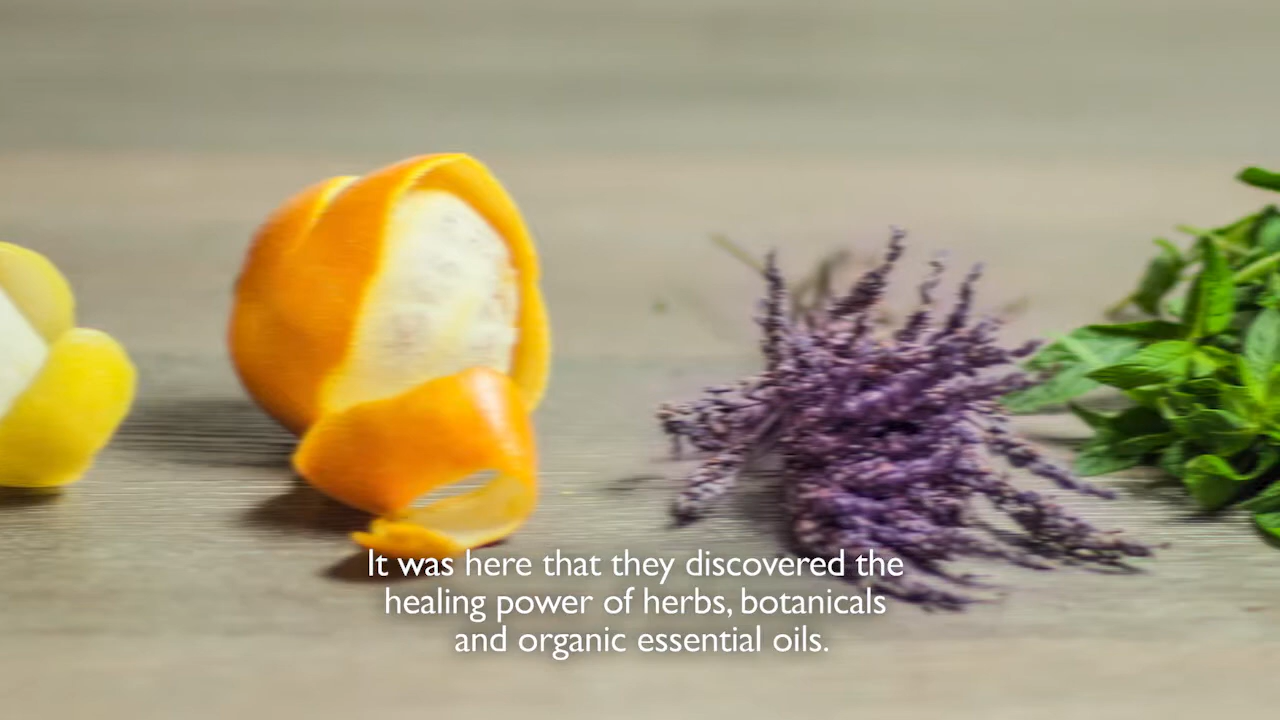 It was here that they discovered the
healing power of herbs, botanicals
and organic essential oils.